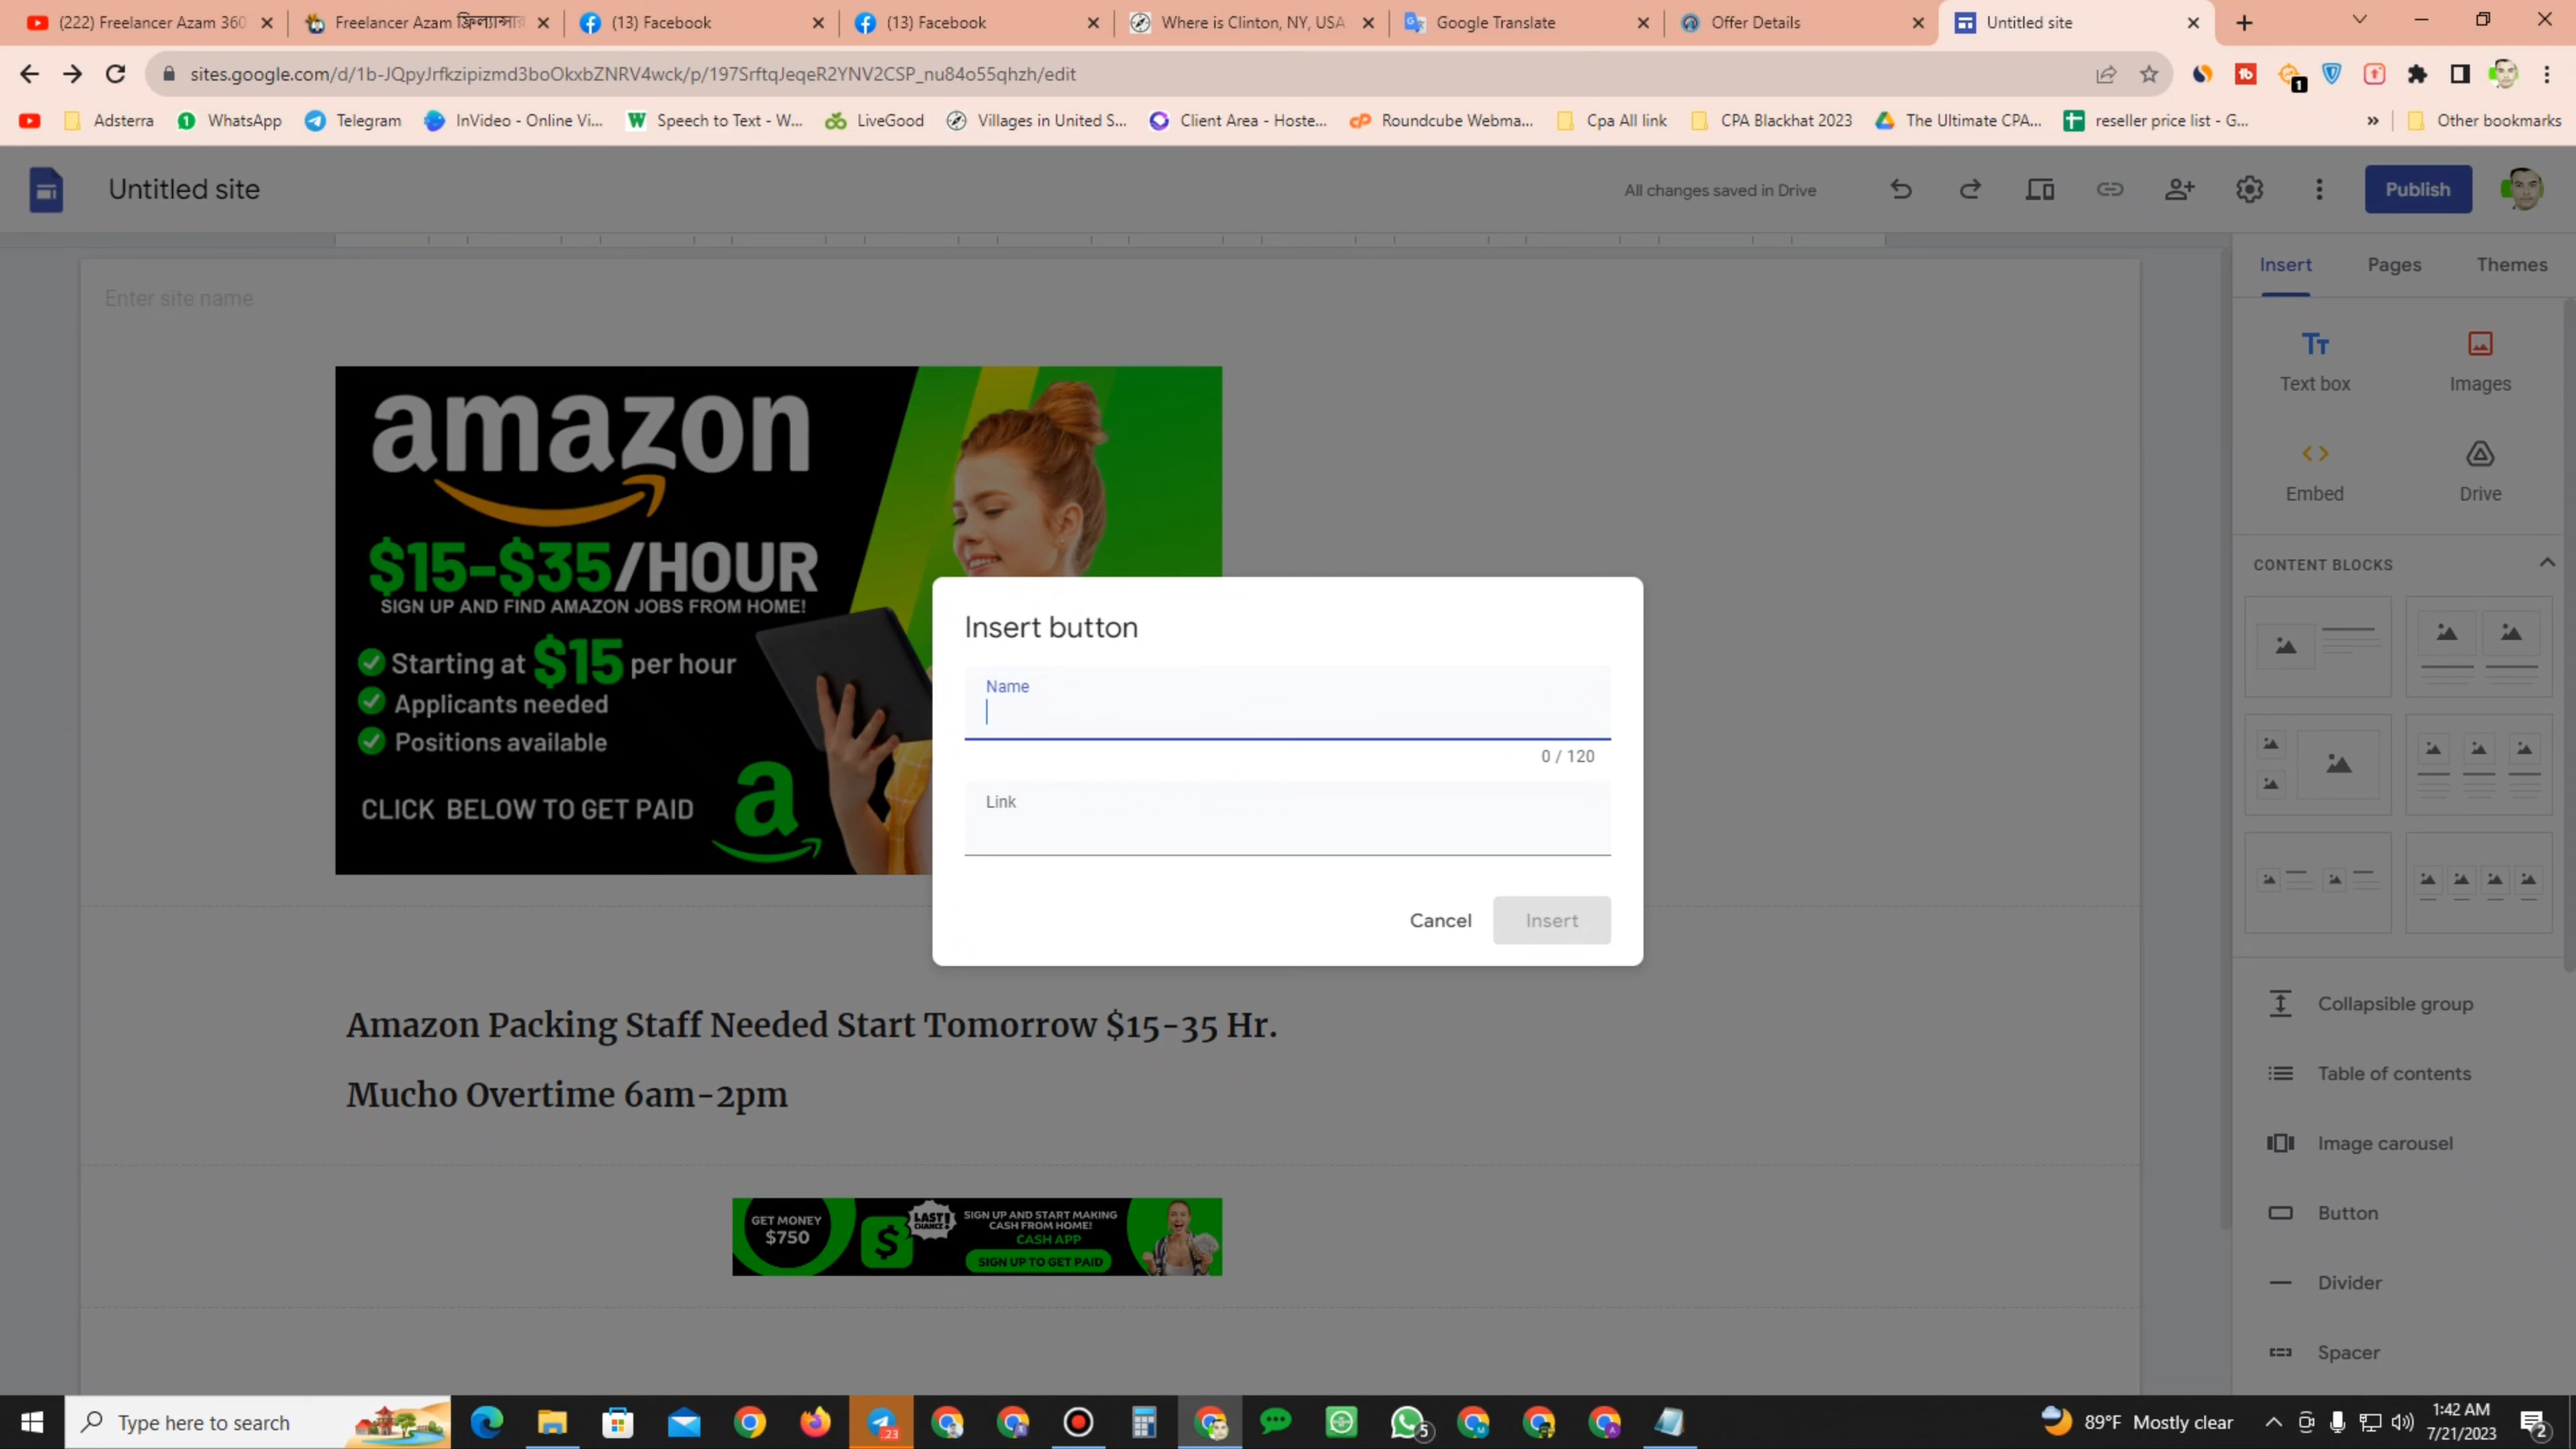 (222) Freelancer Azam 360
Freelancer Azam ফ্রিল্যান্সার
(13) Facebook
(13) Facebook
Where is Clinton, NY, USA
Google Translate
Offer Details
Untitled site
sites.google.com/d/1b-JQpyJrfkzipizmd3boOkxbZNRV4wck/p/197SrftqJeqeR2YNV2CSP_nu84o55qhzh/edit
1
Adsterra
1
WhatsApp
Telegram
InVideo - Online Vi...
Speech to Text - W...
LiveGood
Villages in United S...
Client Area - Hoste...
Roundcube Webma...
Cpa All link
CPA Blackhat 2023
The Ultimate CPA...
reseller price list - G...
»
Other bookmarks
Untitled site
All changes saved in Drive
Publish
Insert
Pages
Themes
Enter site name
amazon
$15-$35/HOUR
SIGN UP AND FIND AMAZON JOBS FROM HOME!
Starting at $15 per hour
Applicants needed
Positions available
CLICK BELOW TO GET PAID
a
Insert button
Name
0 / 120
Link
Cancel
Insert
Amazon Packing Staff Needed Start Tomorrow $15-35 Hr.
Mucho Overtime 6am-2pm
GET MONEY
$750
$
LAST
CHANCE!
SIGN UP AND START MAKING
CASH FROM HOME!
CASH APP
SIGN UP TO GET PAID
Text box
Images
Embed
Drive
CONTENT BLOCKS
Collapsible group
Table of contents
Image carousel
Button
Divider
Spacer
Type here to search
23
5
89°F Mostly clear
1:42 AM
7/21/2023
2